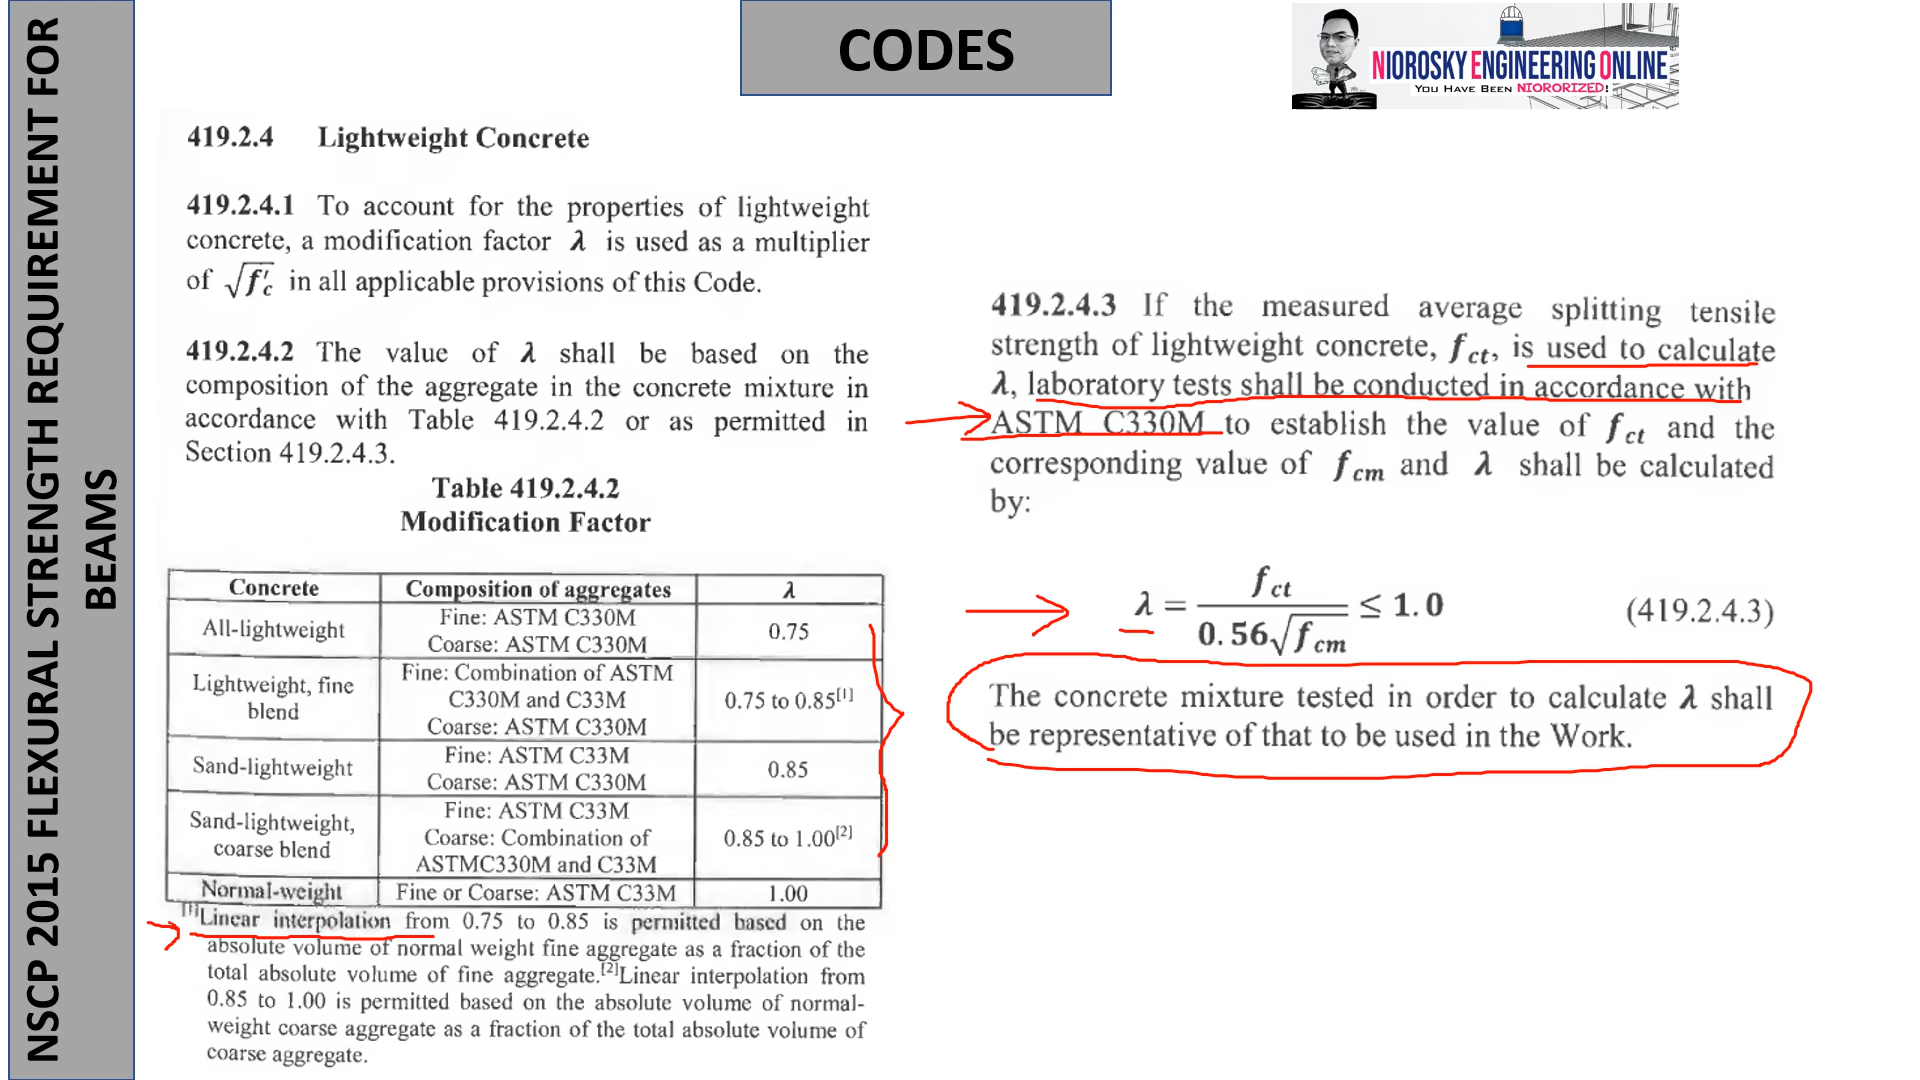 NSCP 2015 FLEXURAL STRENGTH REQUIREMENT FOR
BEAMS
CODES
NIOROSKY ENGINEERING ONLINE
YOU HAVE BEEN NIORORIZED!
419.2.4 Lightweight Concrete
419.2.4.1 To account for the properties of lightweight
concrete, a modification factor λ is used as a multiplier
of √f′c in all applicable provisions of this Code.
419.2.4.2 The value of λ shall be based on the
composition of the aggregate in the concrete mixture in
accordance with Table 419.2.4.2 or as permitted in
Section 419.2.4.3.
Table 419.2.4.2
Modification Factor
Concrete Composition of aggregates λ
All-lightweight Fine: ASTM C330M
Coarse: ASTM C330M 0.75
Lightweight, fine
blend Fine: Combination of ASTM
C330M and C33M
Coarse: ASTM C330M 0.75 to 0.85[1]
Sand-lightweight Fine: ASTM C33M
Coarse: ASTM C330M 0.85
Sand-lightweight,
coarse blend Fine: ASTM C33M
Coarse: Combination of
ASTMC330M and C33M 0.85 to 1.00[2]
Normal-weight Fine or Coarse: ASTM C33M 1.00
[1]Linear interpolation from 0.75 to 0.85 is permitted based on the
absolute volume of normal weight fine aggregate as a fraction of the
total absolute volume of fine aggregate.[2]Linear interpolation from
0.85 to 1.00 is permitted based on the absolute volume of normal-
weight coarse aggregate as a fraction of the total absolute volume of
coarse aggregate.
419.2.4.3 If the measured average splitting tensile
strength of lightweight concrete, fct, is used to calculate
λ, laboratory tests shall be conducted in accordance with
ASTM C330M to establish the value of fct and the
corresponding value of fcm and λ shall be calculated
by:
λ = fct / 0.56√fcm ≤ 1.0 (419.2.4.3)
The concrete mixture tested in order to calculate λ shall
be representative of that to be used in the Work.